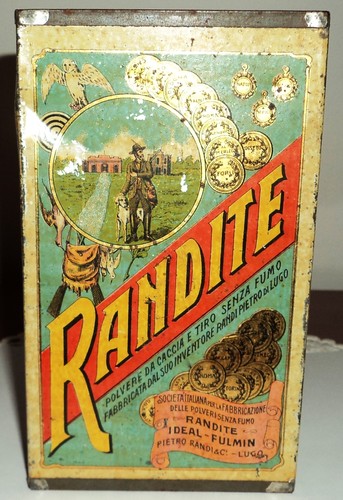 RANDITE
POLVERE DA CACCIA E TIRO SENZA FUMO
FABBRICATA DAL SUO INVENTORE RANDI PIETRO DI LUGO
SOCIETÀ ITALIANA PER LA FABBRICAZIONE
DELLE POLVERI SENZA FUMO
RANDITE
IDEAL - FULMIN
PIETRO RANDI & C! - LUGO